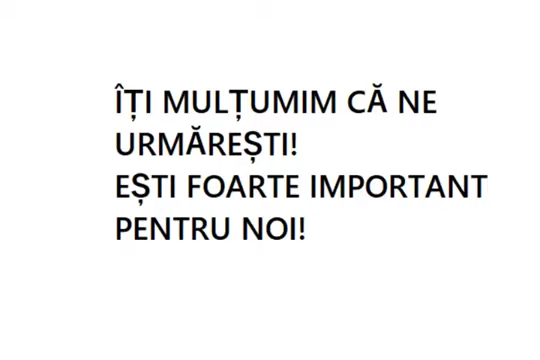 ÎȚI MULȚUMIM CĂ NE
URMĂREȘTI!
EȘTI FOARTE IMPORTANT
PENTRU NOI!